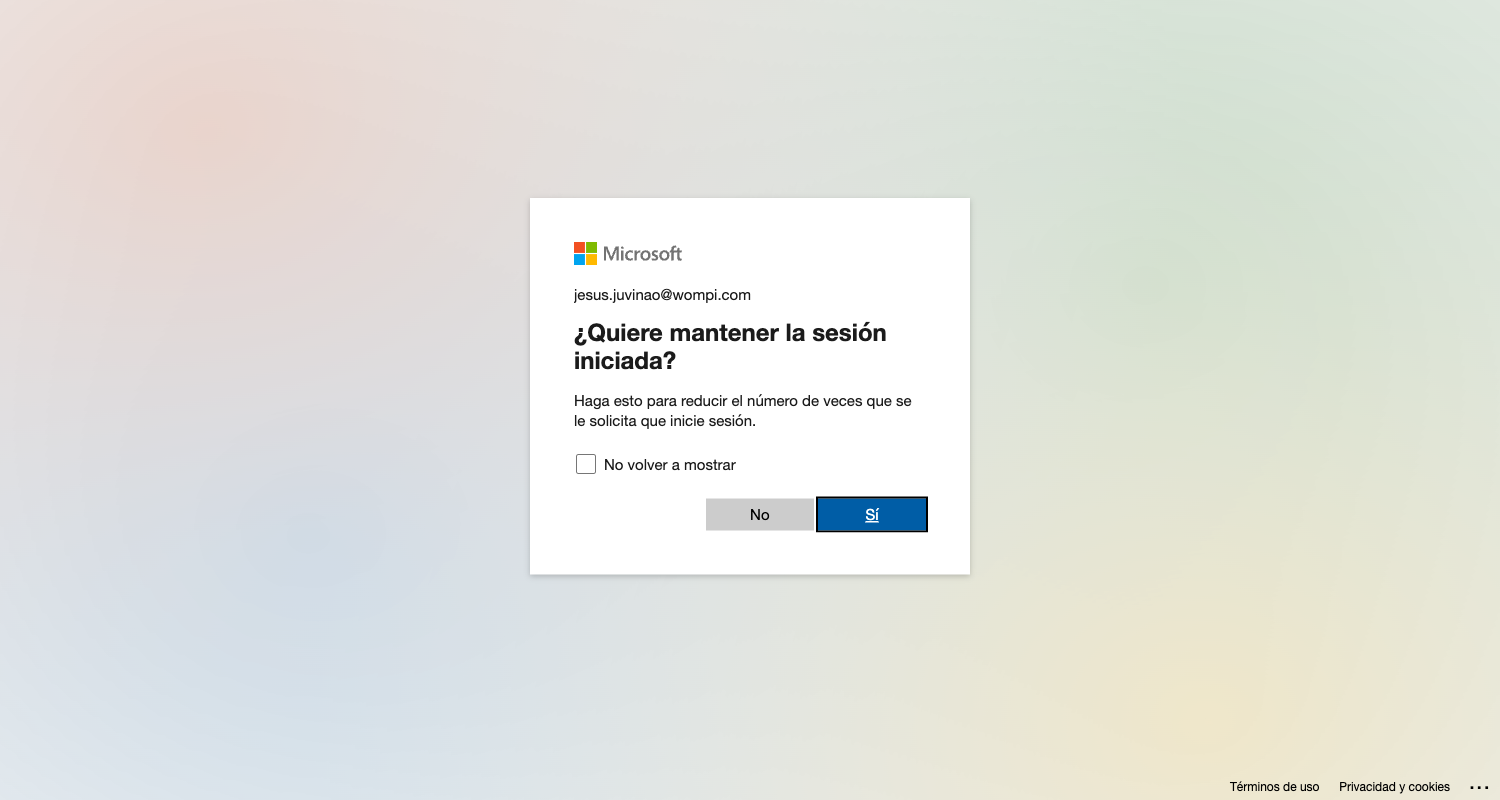 Microsoft
jesus.juvinao@wompi.com
¿Quiere mantener la sesión
iniciada?
Haga esto para reducir el número de veces que se
le solicita que inicie sesión.
No volver a mostrar
No
Sí
Términos de uso
Privacidad y cookies
...